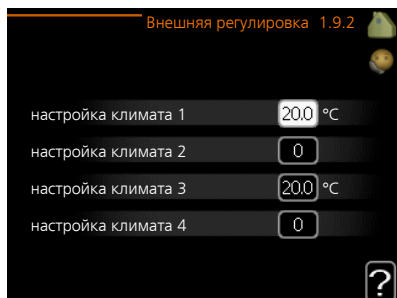 Внешняя регулировка 1.9.2
настройка климата 1 20.0 °C
настройка климата 2 0
настройка климата 3 20.0 °C
настройка климата 4 0
?